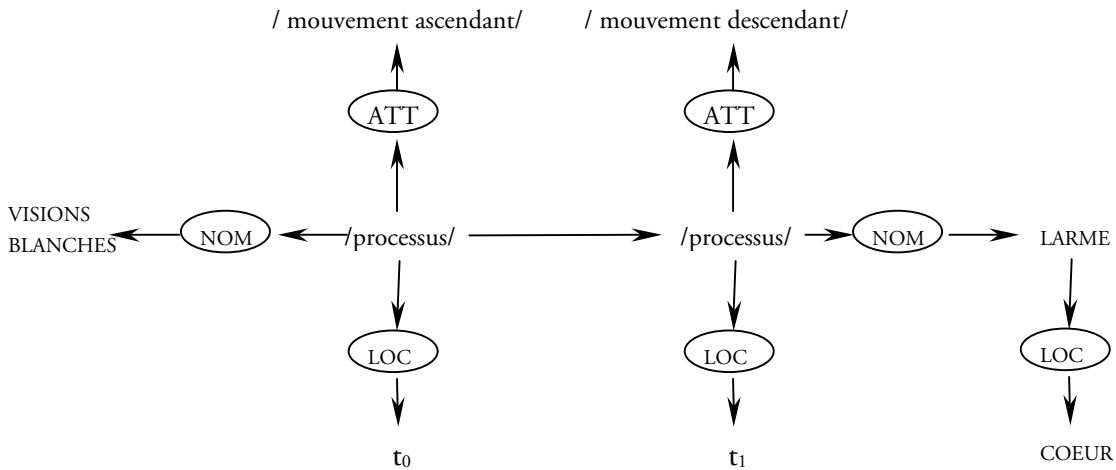 / mouvement ascendant/ / mouvement descendant/
ATT ATT
VISIONS
BLANCHES NOM /processus/ /processus/ NOM LARME
LOC LOC LOC
t0 t1 COEUR